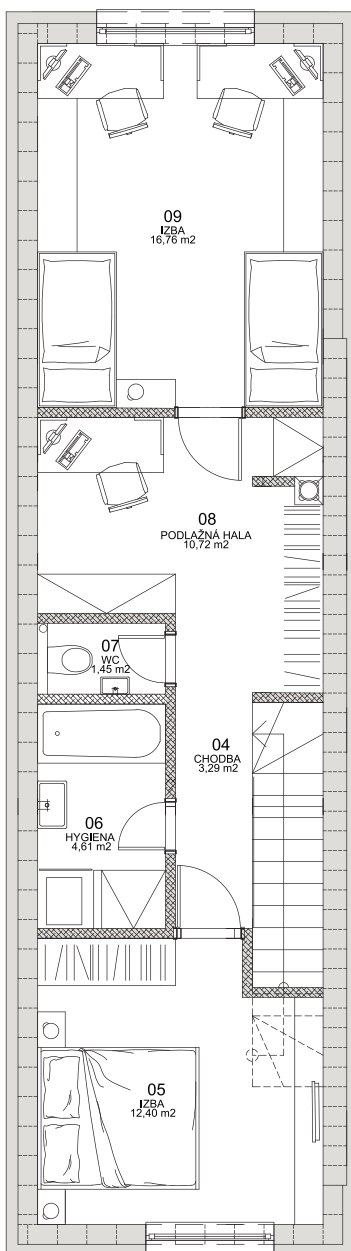 09
IZBA
16,76 m2
08
PODLAŽNÁ HALA
10,72 m2
07
WC
1,45 m2
04
CHODBA
3,29 m2
06
HYGIENA
4,61 m2
05
IZBA
12,40 m2